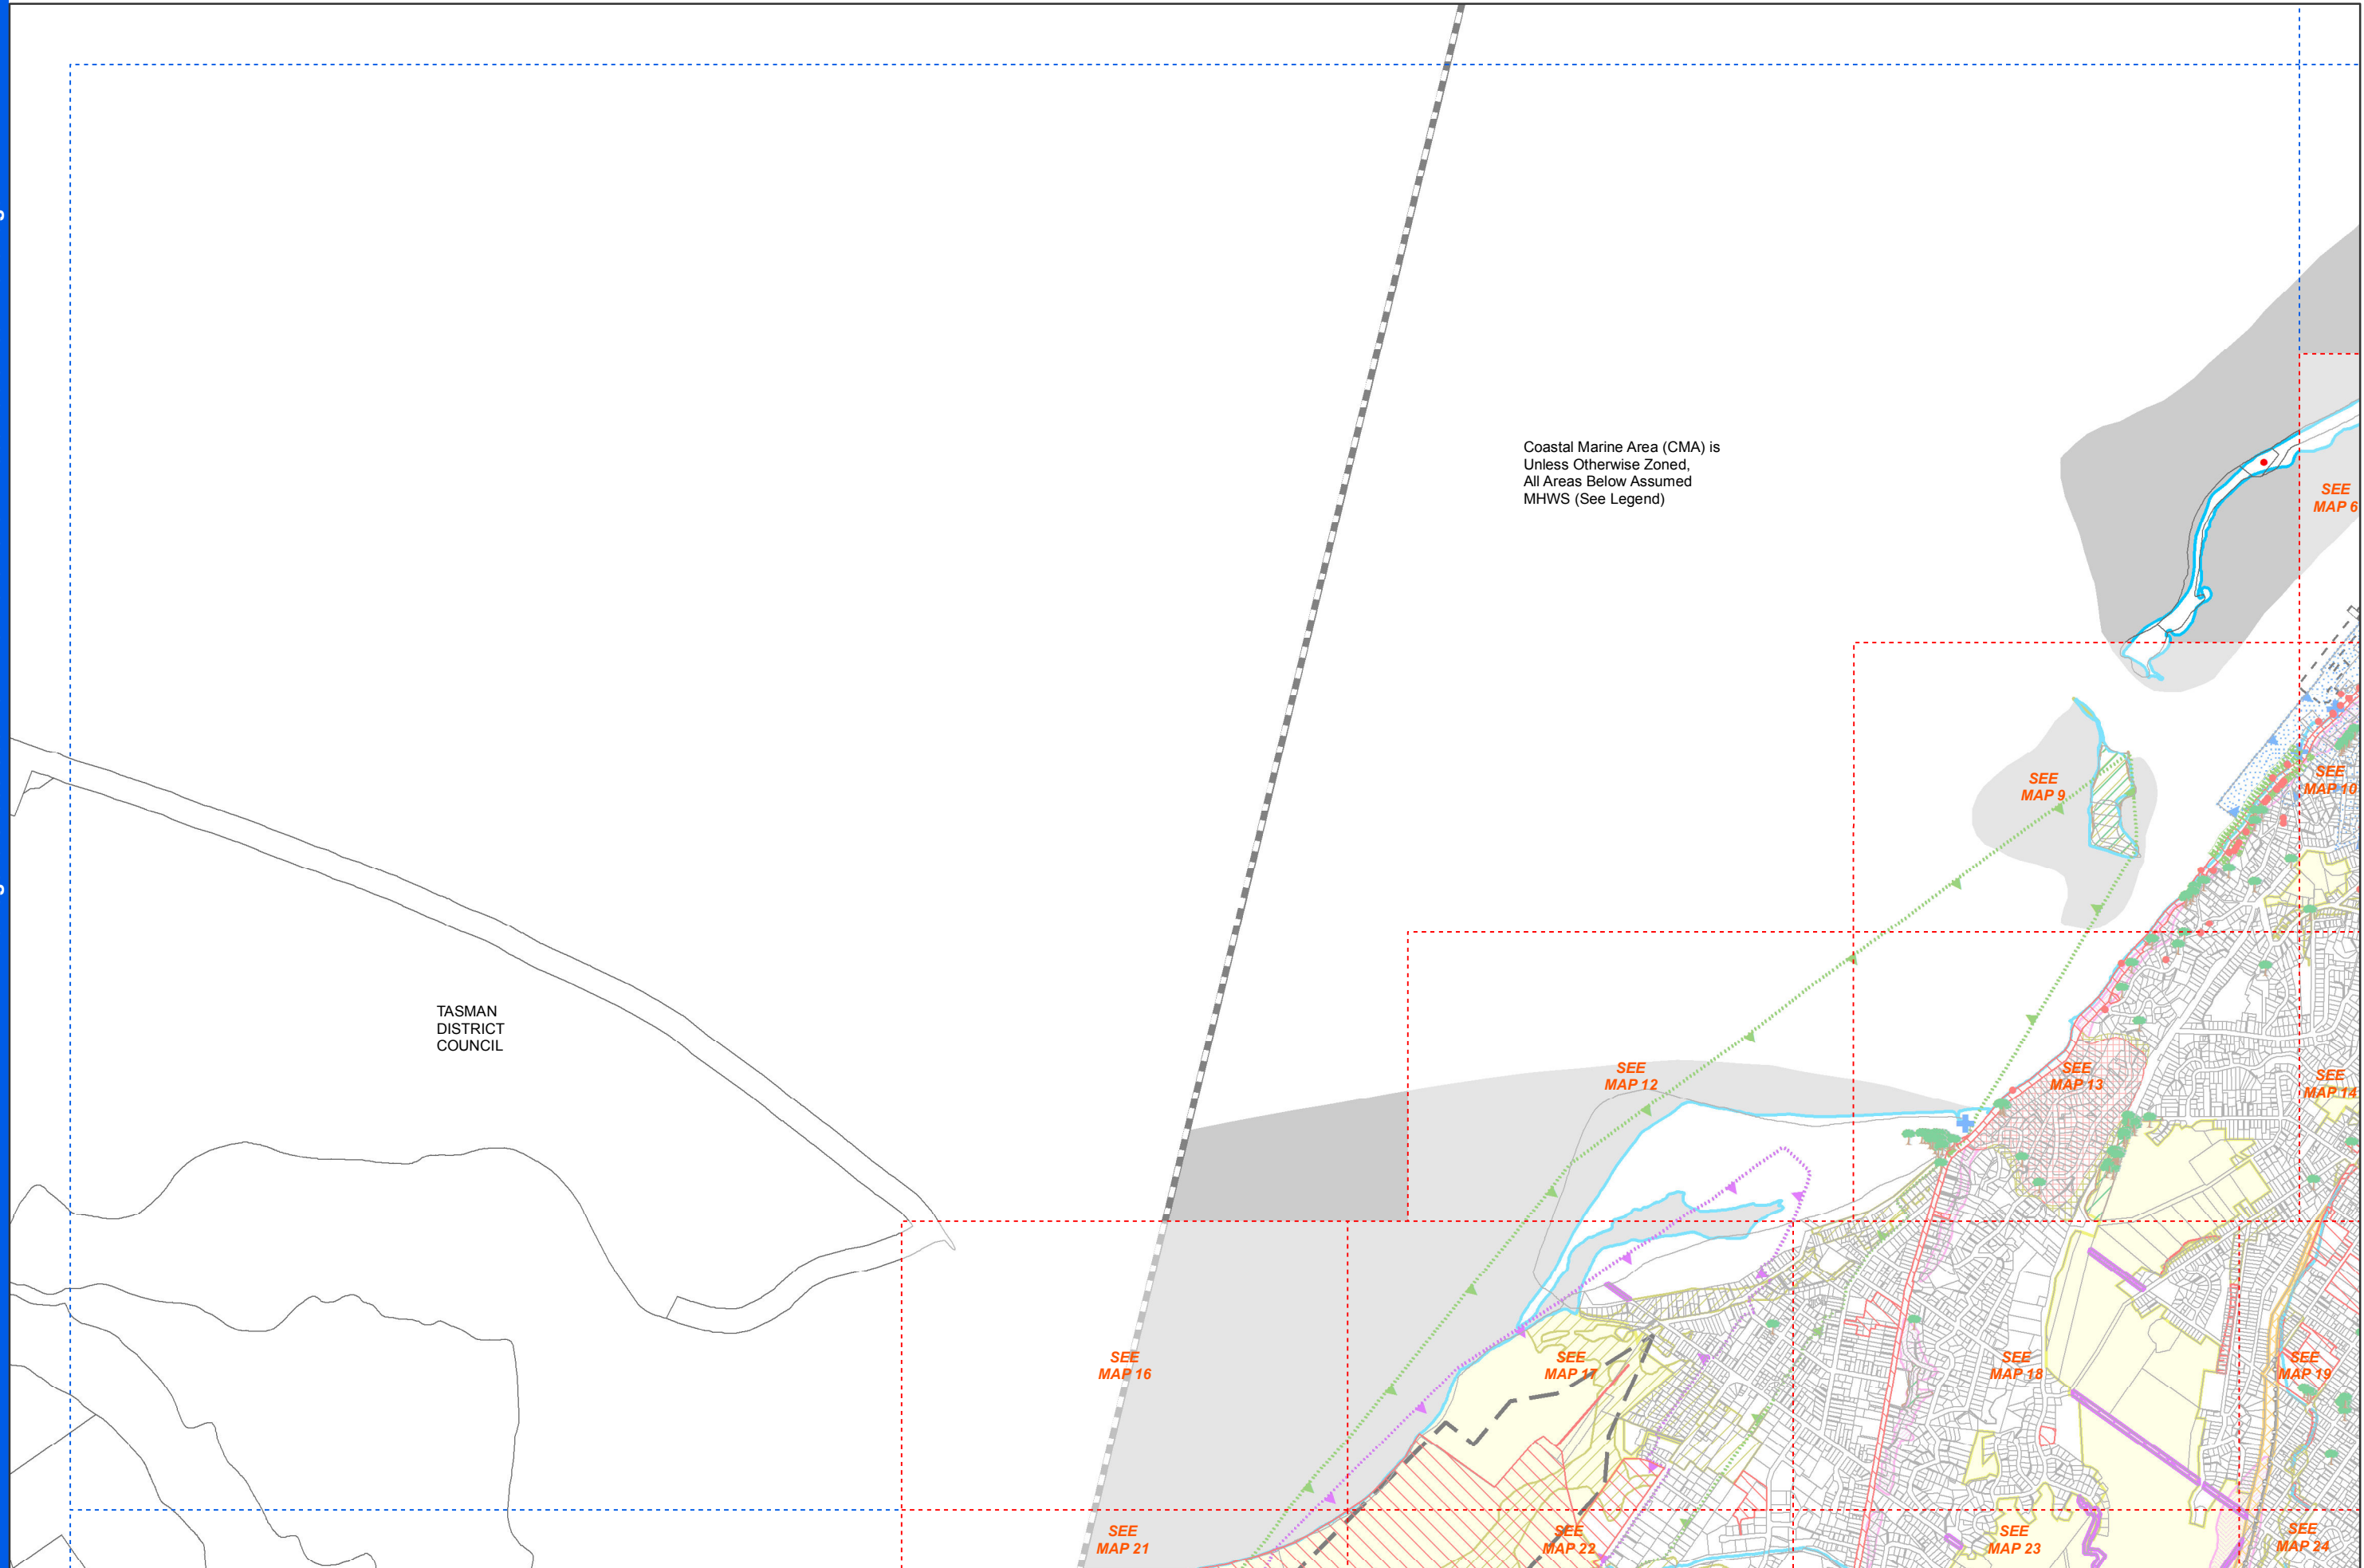 Coastal Marine Area (CMA) is
Unless Otherwise Zoned,
All Areas Below Assumed
MHWS (See Legend)
SEE
MAP 6
SEE
MAP 9
SEE
MAP 10
TASMAN
DISTRICT
COUNCIL
SEE
MAP 12
SEE
MAP 13
SEE
MAP 14
SEE
MAP 16
SEE
MAP 17
SEE
MAP 18
SEE
MAP 19
SEE
MAP 21
SEE
MAP 22
SEE
MAP 23
SEE
MAP 24